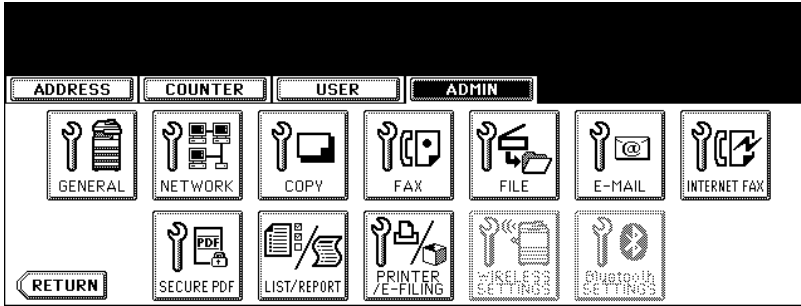 ADDRESS COUNTER USER ADMIN
GENERAL NETWORK COPY FAX FILE E-MAIL INTERNET FAX
PDF
SECURE PDF LIST/REPORT PRINTER
/E-FILING WIRELESS
SETTINGS Bluetooth
SETTINGS
RETURN